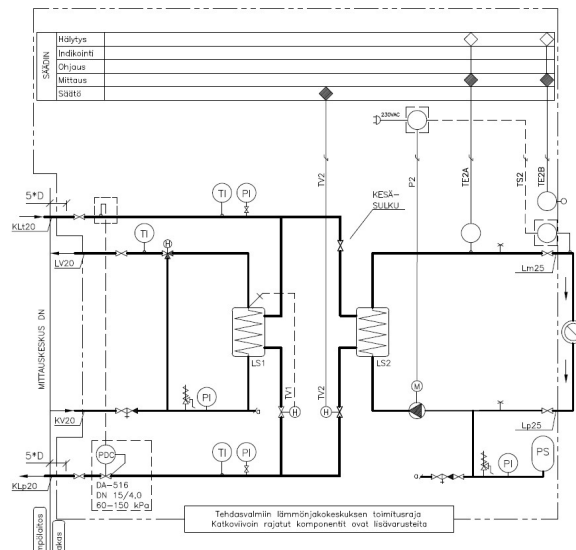 SÄÄDIN
Hälytys
Indikointi
Ohjaus
Mittaus
Säätö
230VAC
TV2
P2
TE2A
TS2
TE2B
5*D
KLt20
TI
PI
KESÄ-
SULKU
LV20
TI
H
Lm25
MITTAUSKESKUS DN
LS1
LS2
TV1
TV2
M
PI
H
H
KV20
a
Lp25
5*D
KLp20
PDC
TI
PI
DA-516
DN 15/4,0
60-150 kPa
a
PI
PS
Tehdasvalmiin lämmönjakokeskuksen toimitusraja
Katkoviivoin rajatut komponentit ovat lisävarusteita